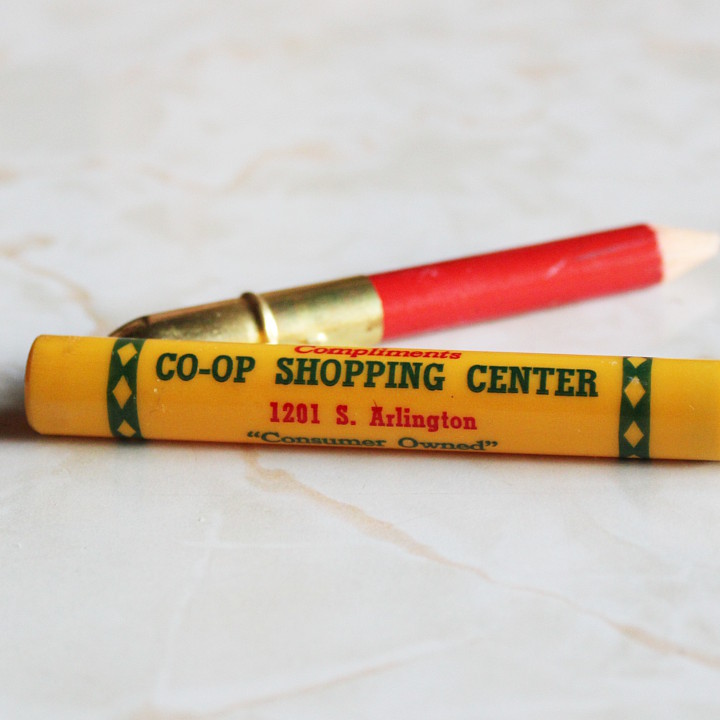 Compliments
CO-OP SHOPPING CENTER
1201 S. Arlington
"Consumer Owned"